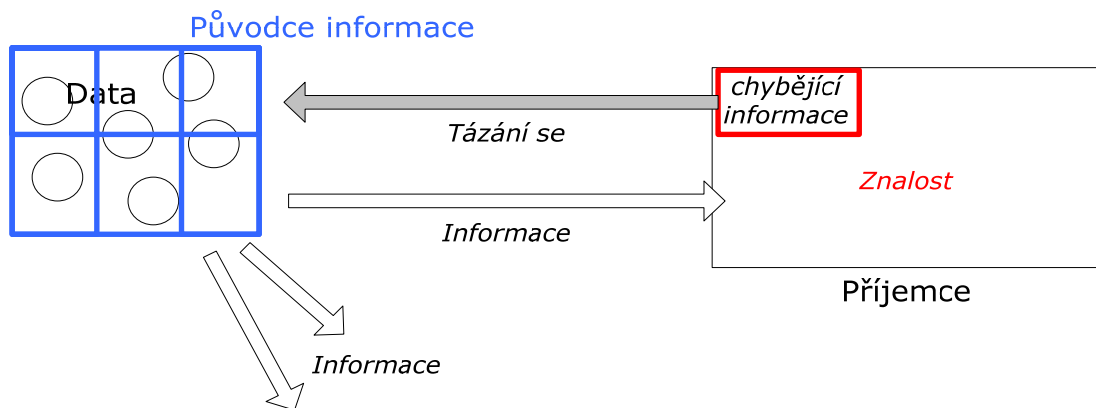 Původce informace
Data
chybějící
informace
Tázání se
Znalost
Informace
Příjemce
Informace